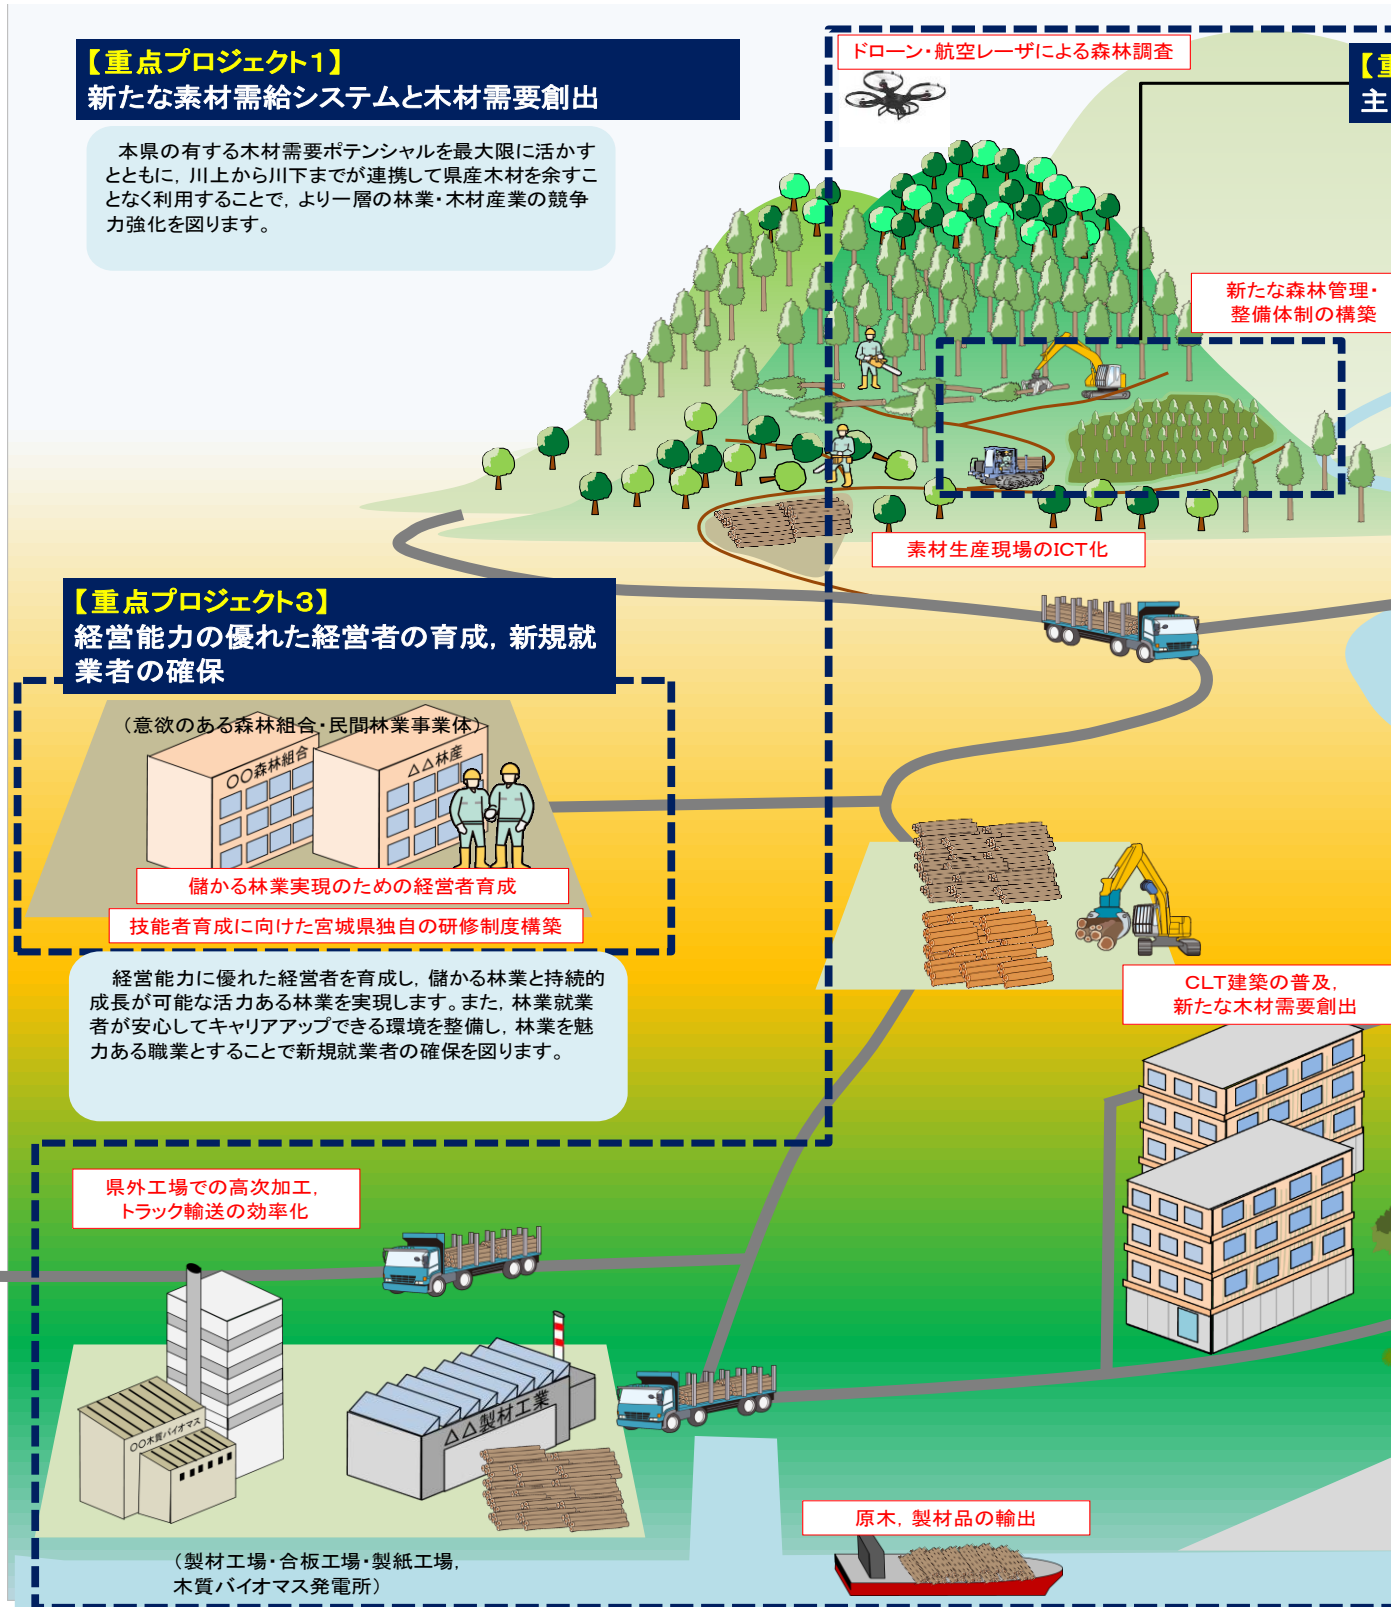 【重点プロジェクト1】
新たな素材需給システムと木材需要創出
本県の有する木材需要ポテンシャルを最大限に活かす
とともに，川上から川下までが連携して県産木材を余すこ
となく利用することで，より一層の林業・木材産業の競争
力強化を図ります。
ドローン・航空レーザによる森林調査
【重
主
新たな森林管理・
整備体制の構築
素材生産現場のICT化
【重点プロジェクト3】
経営能力の優れた経営者の育成，新規就
業者の確保
（意欲のある森林組合・民間林業事業体）
〇〇森林組合
△△林産
儲かる林業実現のための経営者育成
技能者育成に向けた宮城県独自の研修制度構築
経営能力に優れた経営者を育成し，儲かる林業と持続的
成長が可能な活力ある林業を実現します。また，林業就業
者が安心してキャリアアップできる環境を整備し，林業を魅
力ある職業とすることで新規就業者の確保を図ります。
CLT建築の普及，
新たな木材需要創出
県外工場での高次加工，
トラック輸送の効率化
〇〇木質バイオマス
△△製材工業
原木，製材品の輸出
（製材工場・合板工場・製紙工場，
木質バイオマス発電所）